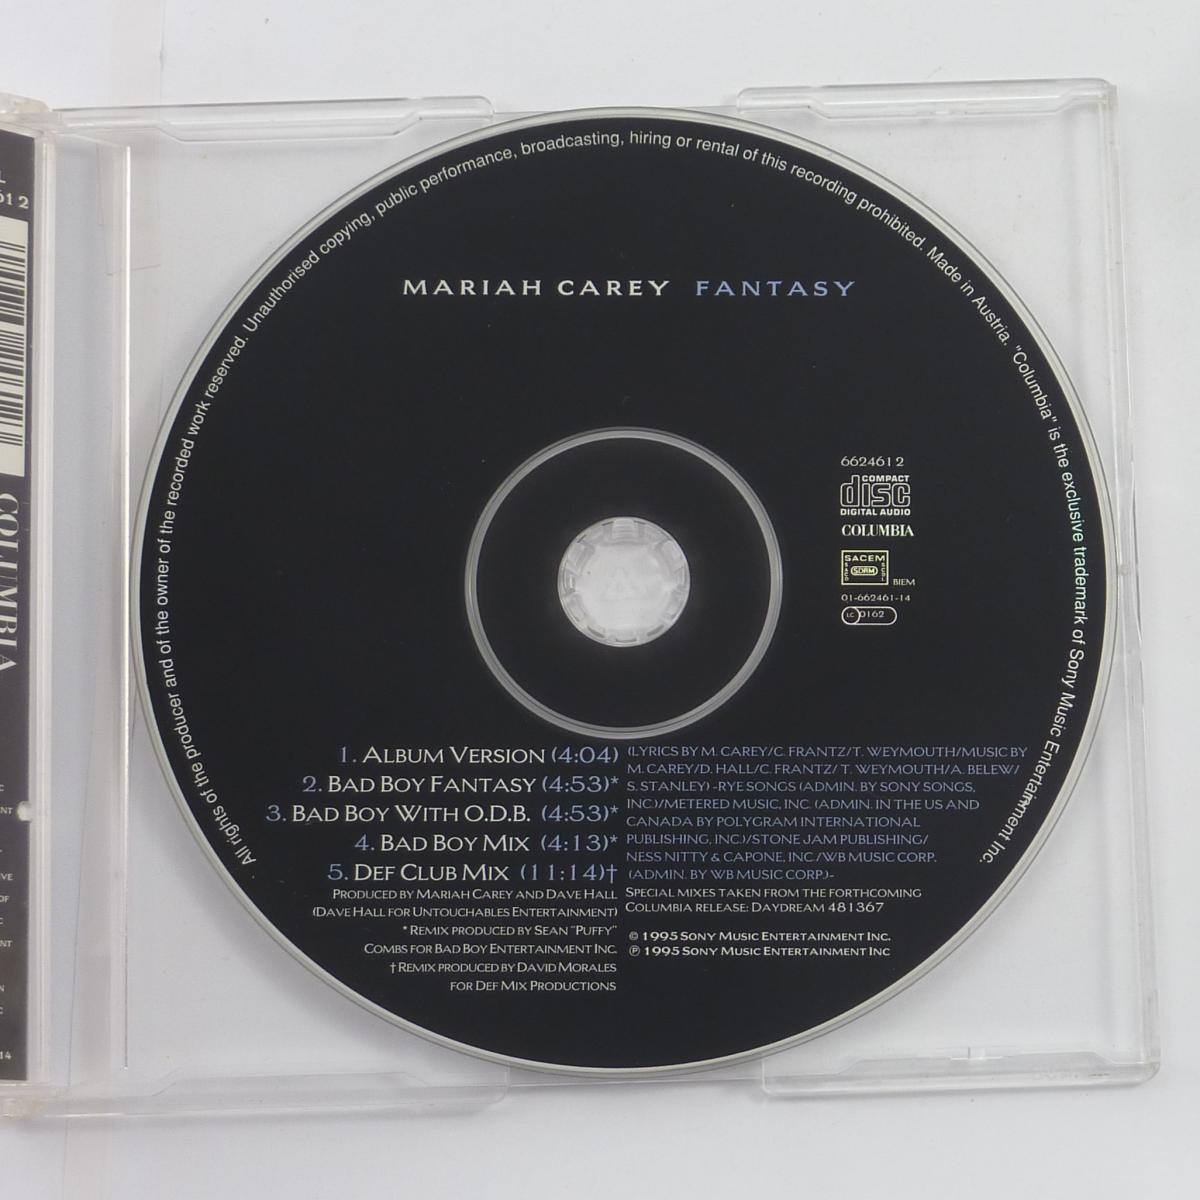 All rights of the producer and of the owner of the recorded work reserved. Unauthorised copying, public performance, broadcasting, hiring or rental of this recording prohibited. Made in Austria. "Columbia" is the exclusive trademark of Sony Music Entertainment Inc.
MARIAH CAREY FANTASY
662461 2
COMPACT
disc
DIGITAL AUDIO
COLUMBIA
SACEM
SDRM
BIEM
01-662461-14
LC 0162
1. ALBUM VERSION (4:04)
2. BAD BOY FANTASY (4:53)*
3. BAD BOY WITH O.D.B. (4:53)*
4. BAD BOY MIX (4:13)*
5. DEF CLUB MIX (11:14)†
PRODUCED BY MARIAH CAREY AND DAVE HALL
(DAVE HALL FOR UNTOUCHABLES ENTERTAINMENT)
* REMIX PRODUCED BY SEAN "PUFFY"
COMBS FOR BAD BOY ENTERTAINMENT INC.
† REMIX PRODUCED BY DAVID MORALES
FOR DEF MIX PRODUCTIONS
(LYRICS BY M. CAREY/C. FRANTZ/T. WEYMOUTH/MUSIC BY
M. CAREY/D. HALL/C. FRANTZ/ T. WEYMOUTH/A. BELEW/
S. STANLEY) -RYE SONGS (ADMIN. BY SONY SONGS,
INC.)/METERED MUSIC, INC. (ADMIN. IN THE US AND
CANADA BY POLYGRAM INTERNATIONAL
PUBLISHING, INC.)/STONE JAM PUBLISHING/
NESS NITTY & CAPONE, INC./WB MUSIC CORP.
(ADMIN. BY WB MUSIC CORP.)-
SPECIAL MIXES TAKEN FROM THE FORTHCOMING
COLUMBIA RELEASE: DAYDREAM 481367
© 1995 SONY MUSIC ENTERTAINMENT INC.
℗ 1995 SONY MUSIC ENTERTAINMENT INC
COLUMBIA